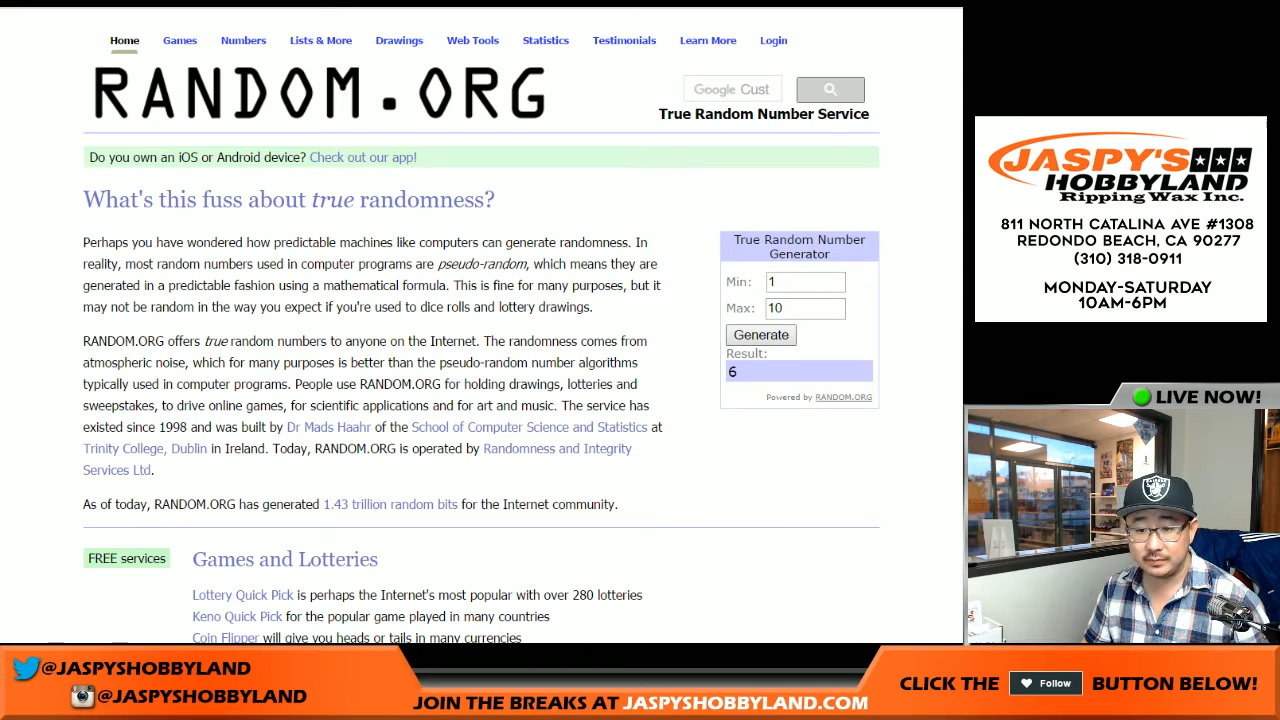 Home Games Numbers Lists & More Drawings Web Tools Statistics Testimonials Learn More Login
RANDOM.ORG
Google Cust
True Random Number Service
Do you own an iOS or Android device? Check out our app!
What's this fuss about true randomness?
Perhaps you have wondered how predictable machines like computers can generate randomness. In
reality, most random numbers used in computer programs are pseudo-random, which means they are
generated in a predictable fashion using a mathematical formula. This is fine for many purposes, but it
may not be random in the way you expect if you're used to dice rolls and lottery drawings.
RANDOM.ORG offers true random numbers to anyone on the Internet. The randomness comes from
atmospheric noise, which for many purposes is better than the pseudo-random number algorithms
typically used in computer programs. People use RANDOM.ORG for holding drawings, lotteries and
sweepstakes, to drive online games, for scientific applications and for art and music. The service has
existed since 1998 and was built by Dr Mads Haahr of the School of Computer Science and Statistics at
Trinity College, Dublin in Ireland. Today, RANDOM.ORG is operated by Randomness and Integrity
Services Ltd.
As of today, RANDOM.ORG has generated 1.43 trillion random bits for the Internet community.
True Random Number
Generator
Min: 1
Max: 10
Generate
Result:
6
Powered by RANDOM.ORG
FREE services
Games and Lotteries
Lottery Quick Pick is perhaps the Internet's most popular with over 280 lotteries
Keno Quick Pick for the popular game played in many countries
Coin Flipper will give you heads or tails in many currencies
JASPY'S
HOBBYLAND
Ripping Wax Inc.
811 NORTH CATALINA AVE #1308
REDONDO BEACH, CA 90277
(310) 318-0911
MONDAY-SATURDAY
10AM-6PM
LIVE NOW!
RAIDERS
@JASPYSHOBBYLAND
@JASPYSHOBBYLAND
JOIN THE BREAKS AT JASPYSHOBBYLAND.COM
CLICK THE Follow BUTTON BELOW!